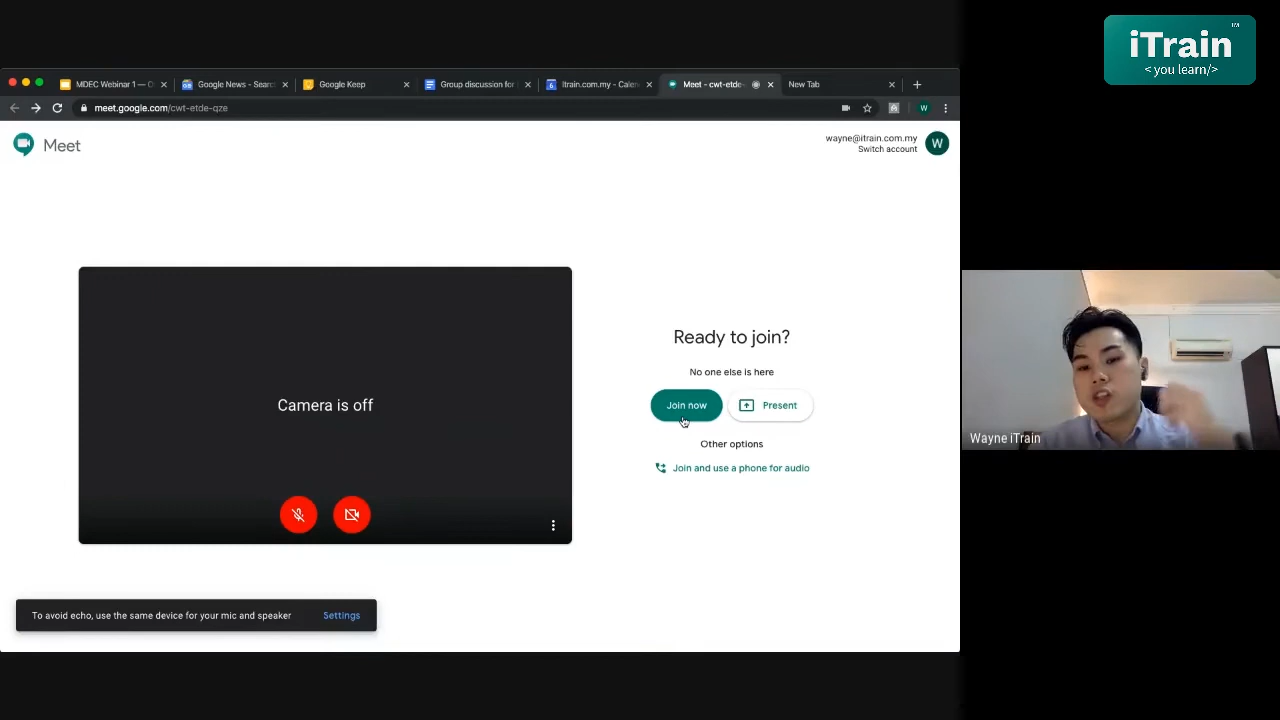 iTrain™
< you learn/>
MDEC Webinar 1 — C
Google News - Searc
Google Keep
Group discussion for
itrain.com.my - Calen
Meet - cwt-etde-
New Tab
meet.google.com/cwt-etde-qze
W
Meet
wayne@itrain.com.my
Switch account
W
Ready to join?
No one else is here
Join now
Present
Camera is off
Other options
Join and use a phone for audio
Wayne iTrain
To avoid echo, use the same device for your mic and speaker
Settings